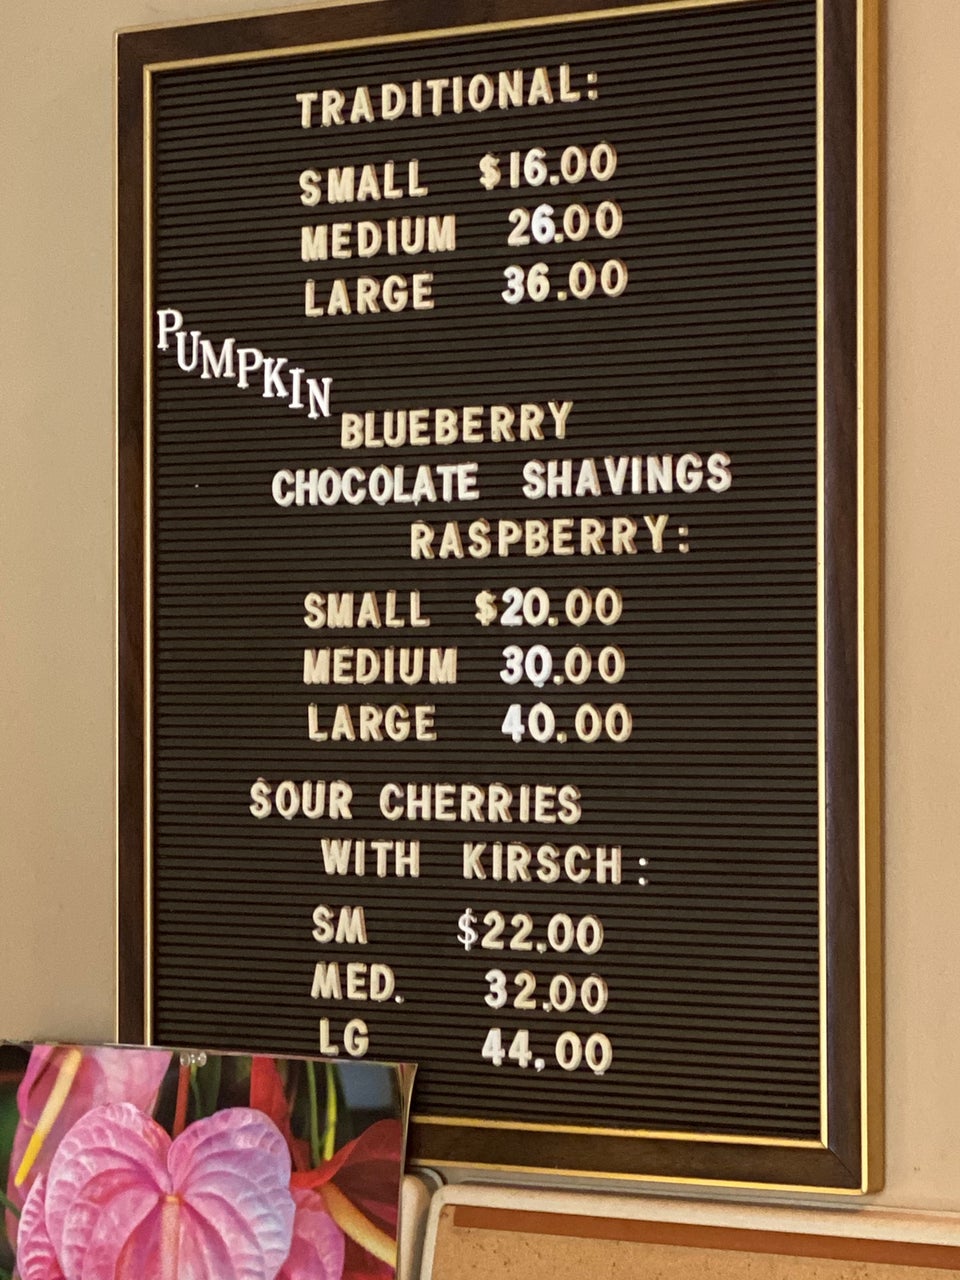 TRADITIONAL:
SMALL $16.00
MEDIUM 26.00
LARGE 36.00
PUMPKIN
BLUEBERRY
CHOCOLATE SHAVINGS
RASPBERRY:
SMALL $20.00
MEDIUM 30.00
LARGE 40.00
SOUR CHERRIES
WITH KIRSCH:
SM $22.00
MED. 32.00
LG 44.00